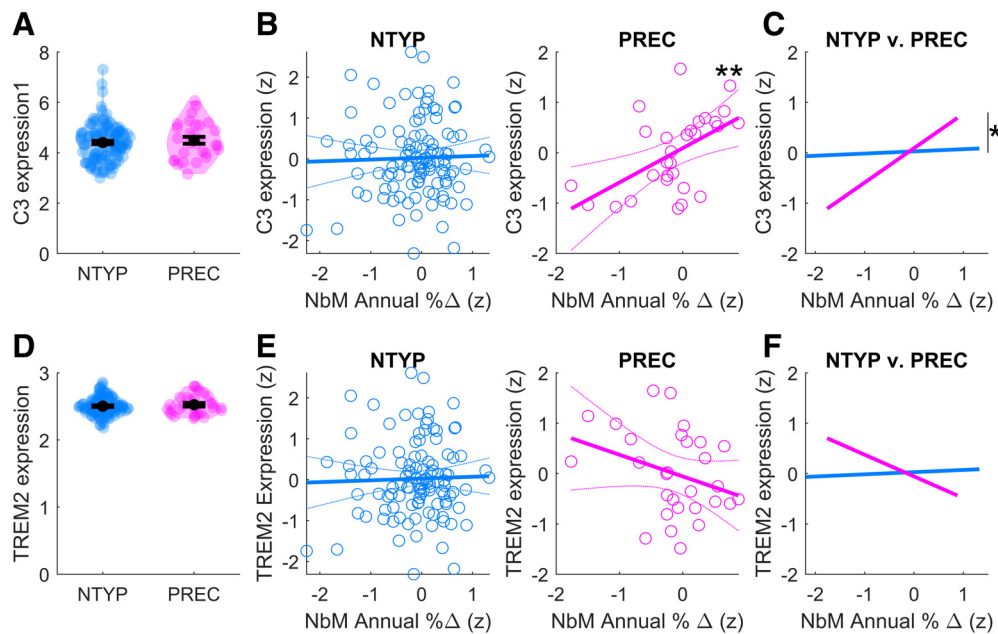 A
B
C
NTYP
PREC
NTYP v. PREC
C3 expression1
8
6
4
2
0
NTYP
PREC
C3 expression (z)
2
1
0
-1
-2
-2
-1
0
1
NbM Annual %Δ (z)
C3 expression (z)
2
1
0
-1
-2
-2
-1
0
NbM Annual % Δ (z)
**
2
1
0
-1
-2
-2
-1
0
1
NbM Annual % Δ (z)
*
D
E
F
NTYP
PREC
NTYP v. PREC
TREM2 expression
3
2
1
0
NTYP
PREC
TREM2 Expression (z)
2
1
0
-1
-2
-2
-1
0
1
NbM Annual %Δ (z)
TREM2 expression (z)
2
1
0
-1
-2
-2
-1
0
NbM Annual % Δ (z)
TREM2 expression (z)
2
1
0
-1
-2
-2
-1
0
1
NbM Annual % Δ (z)
C3 expression (z)